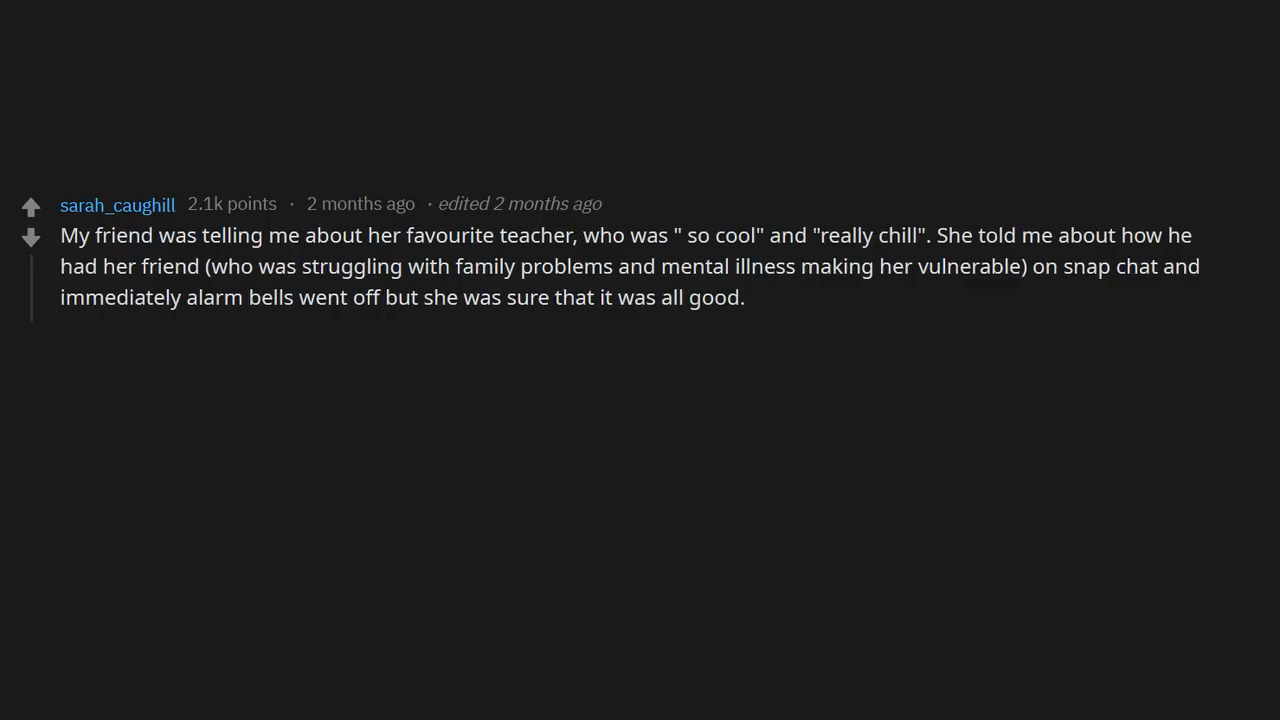 sarah_caughill 2.1k points · 2 months ago · edited 2 months ago
My friend was telling me about her favourite teacher, who was " so cool" and "really chill". She told me about how he
had her friend (who was struggling with family problems and mental illness making her vulnerable) on snap chat and
immediately alarm bells went off but she was sure that it was all good.